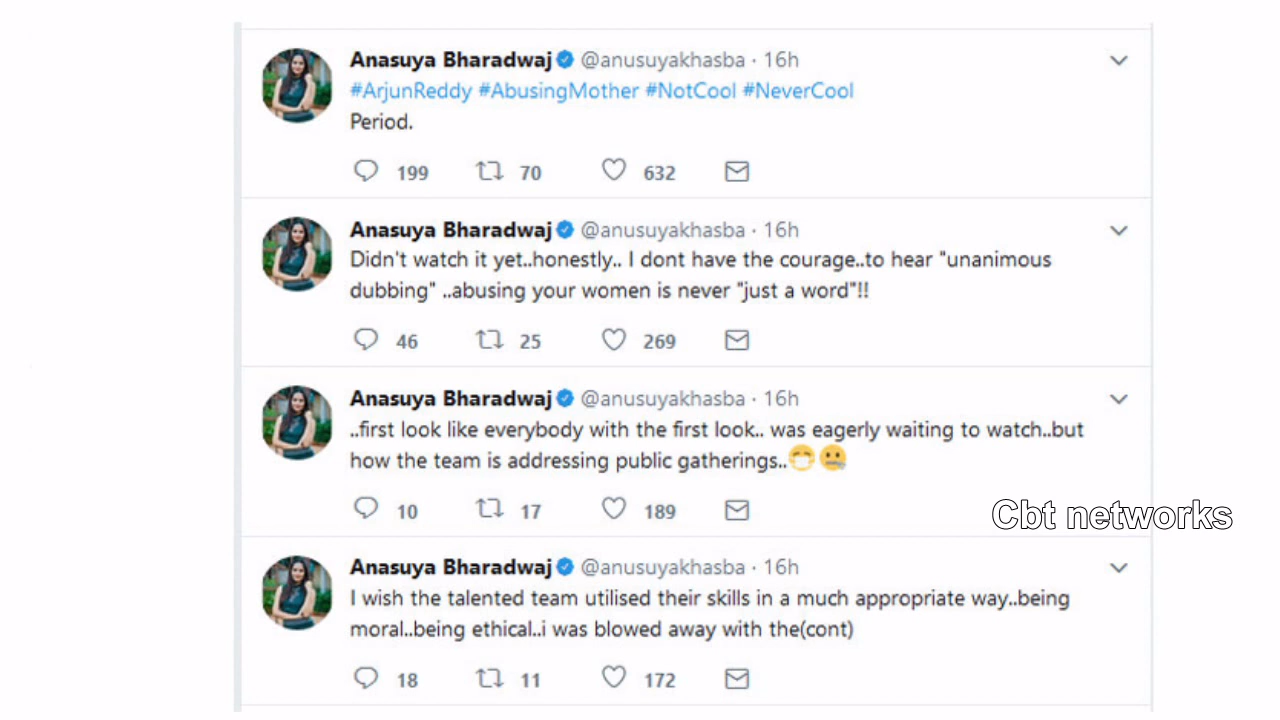 Anasuya Bharadwaj @anusuyakhasba · 16h
#ArjunReddy #AbusingMother #NotCool #NeverCool
Period.
199 70 632
Anasuya Bharadwaj @anusuyakhasba · 16h
Didn't watch it yet..honestly.. I dont have the courage..to hear "unanimous
dubbing" ..abusing your women is never "just a word"!!
46 25 269
Anasuya Bharadwaj @anusuyakhasba · 16h
..first look like everybody with the first look.. was eagerly waiting to watch..but
how the team is addressing public gatherings..😷🤐
10 17 189
Cbt networks
Anasuya Bharadwaj @anusuyakhasba · 16h
I wish the talented team utilised their skills in a much appropriate way..being
moral..being ethical..i was blowed away with the(cont)
18 11 172